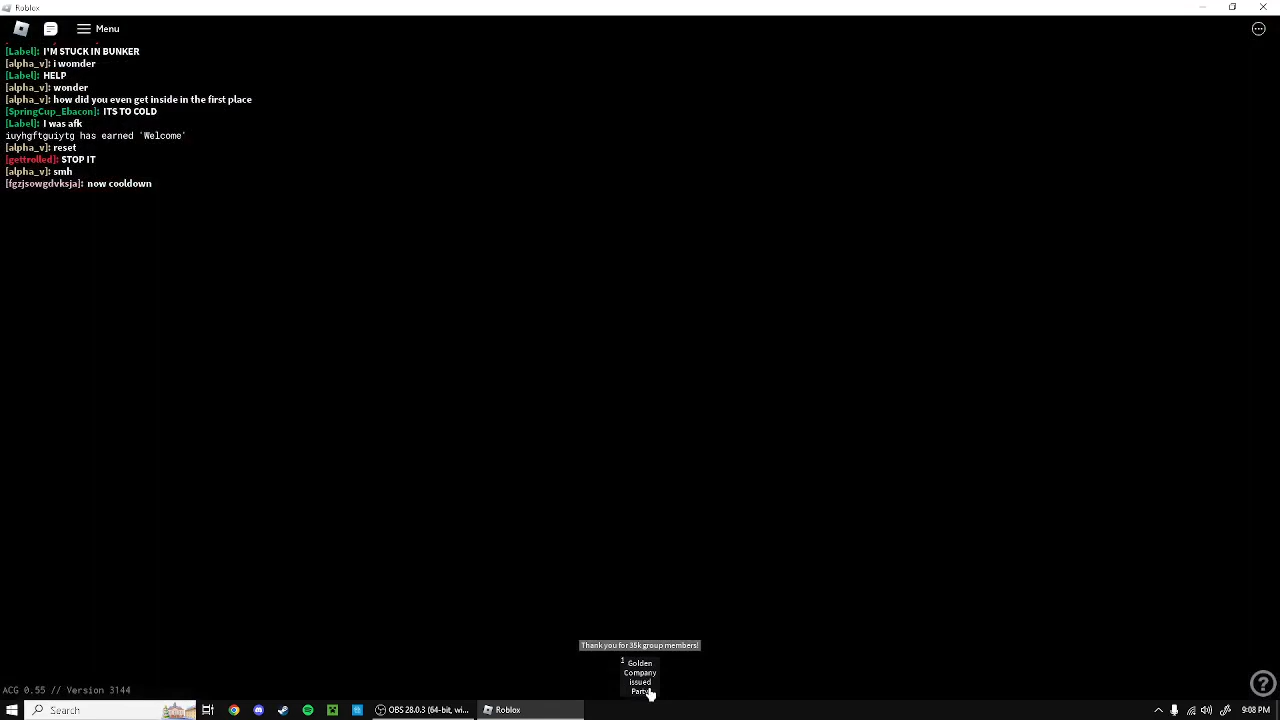 Roblox
Menu
[Label]: I'M STUCK IN BUNKER
[alpha_v]: i womder
[Label]: HELP
[alpha_v]: wonder
[alpha_v]: how did you even get inside in the first place
[SpringCup_Ebacon]: ITS TO COLD
[Label]: I was afk
iuyhgftguiytg has earned 'Welcome'
[alpha_v]: reset
[gettrolled]: STOP IT
[alpha_v]: smh
[fgzjsowgdvksja]: now cooldown
Thank you for 35k group members!
1
Golden
Company
issued
Party
ACG 0.55 // Version 3144
Search
OBS 28.0.3 (64-bit, wi...
Roblox
9:08 PM